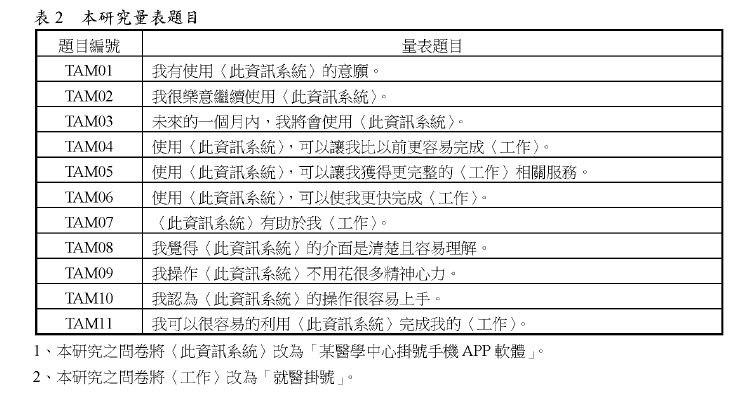 表 2　本研究量表題目
題目編號　量表題目
TAM01　我有使用〈此資訊系統〉的意願。
TAM02　我很樂意繼續使用〈此資訊系統〉。
TAM03　未來的一個月內，我將會使用〈此資訊系統〉。
TAM04　使用〈此資訊系統〉，可以讓我比以前更容易完成〈工作〉。
TAM05　使用〈此資訊系統〉，可以讓我獲得更完整的〈工作〉相關服務。
TAM06　使用〈此資訊系統〉，可以使我更快完成〈工作〉。
TAM07　〈此資訊系統〉有助於我〈工作〉。
TAM08　我覺得〈此資訊系統〉的介面是清楚且容易理解。
TAM09　我操作〈此資訊系統〉不用花很多精神心力。
TAM10　我認為〈此資訊系統〉的操作很容易上手。
TAM11　我可以很容易的利用〈此資訊系統〉完成我的〈工作〉。
1、本研究之問卷將〈此資訊系統〉改為「某醫學中心掛號手機 APP 軟體」。
2、本研究之問卷將〈工作〉改為「就醫掛號」。